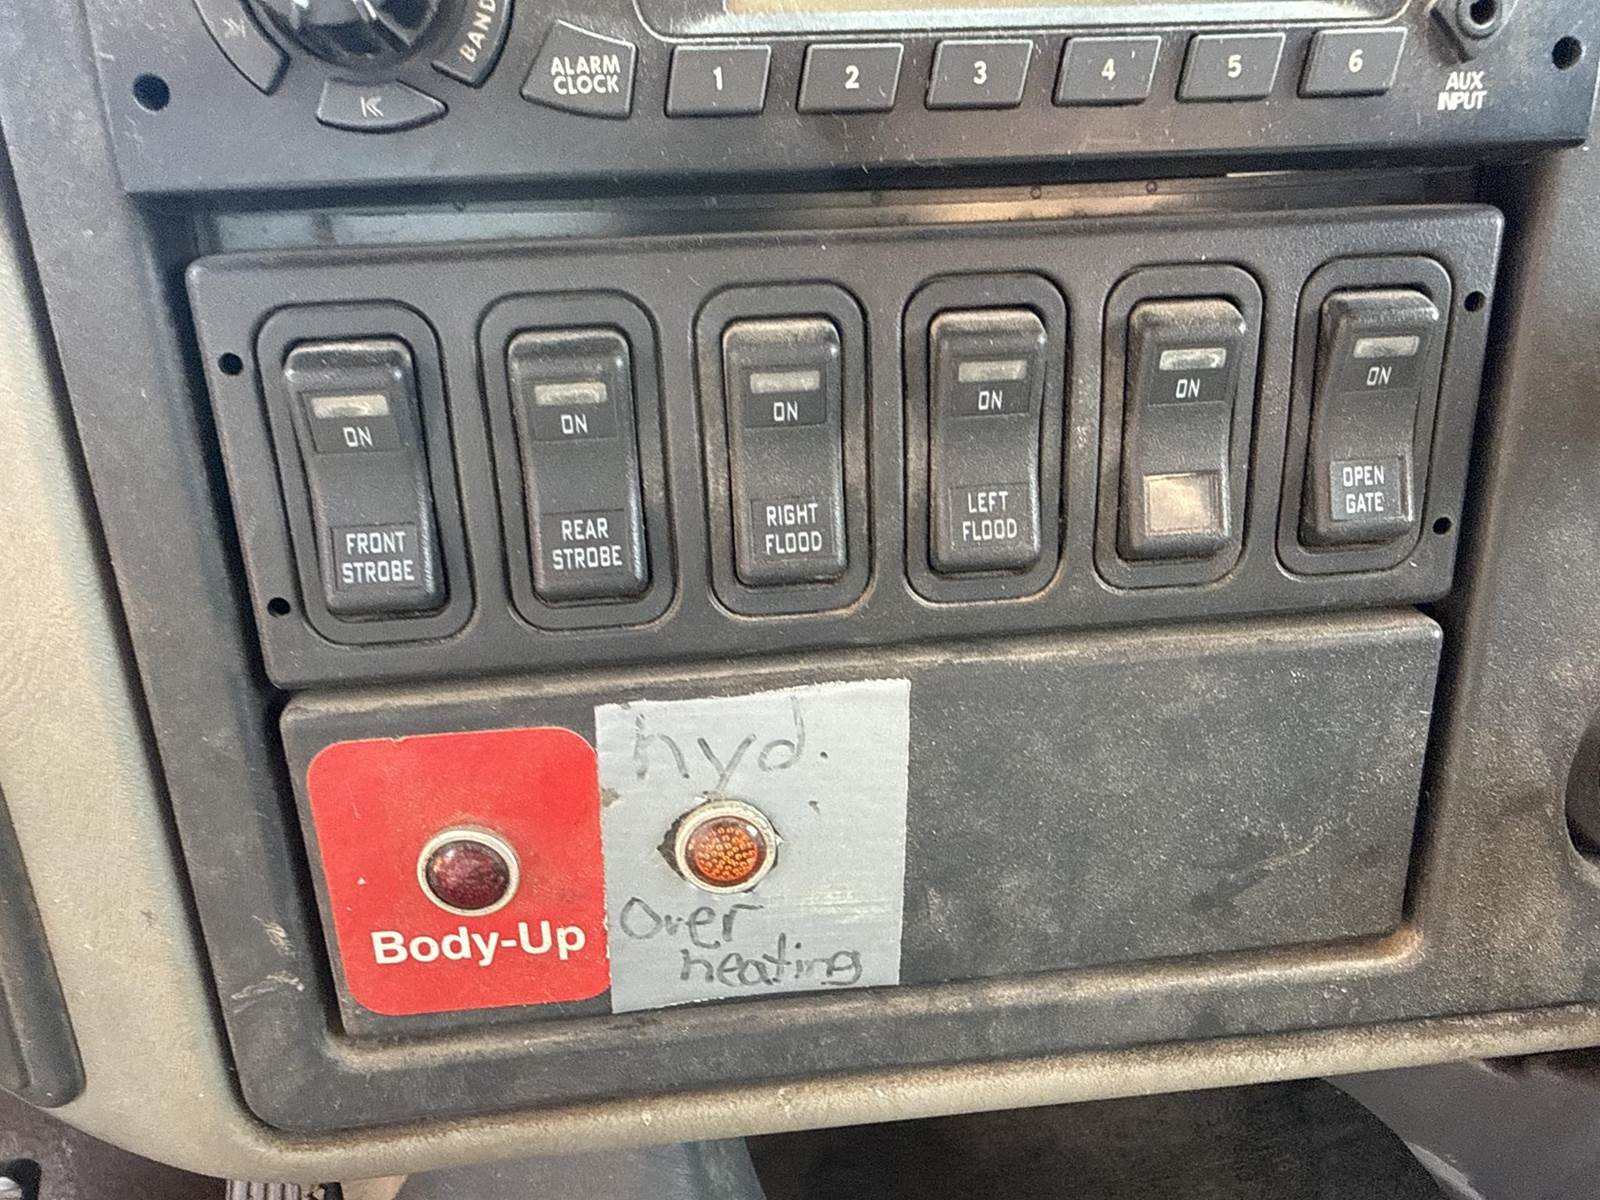 BAND
ALARM
CLOCK
1
2
3
4
5
6
AUX
INPUT
ON
FRONT
STROBE
ON
REAR
STROBE
ON
RIGHT
FLOOD
ON
LEFT
FLOOD
ON
ON
OPEN
GATE
Body-Up
hyd.
Over
heating